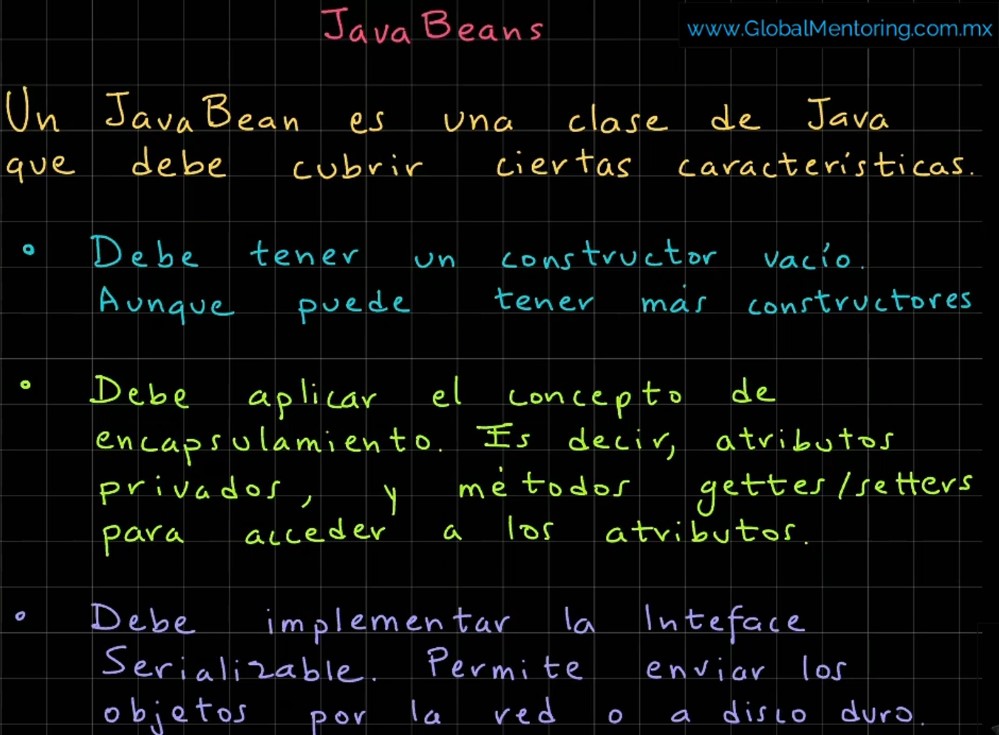 JavaBeans
www.GlobalMentoring.com.mx
Un JavaBean es una clase de Java
que debe cubrir ciertas características.
• Debe tener un constructor vacío.
Aunque puede tener más constructores
• Debe aplicar el concepto de
encapsulamiento. Es decir, atributos
privados, y métodos gettes/setters
para acceder a los atributos.
• Debe implementar la Inteface
Serializable. Permite enviar los
objetos por la red o a disco duro.